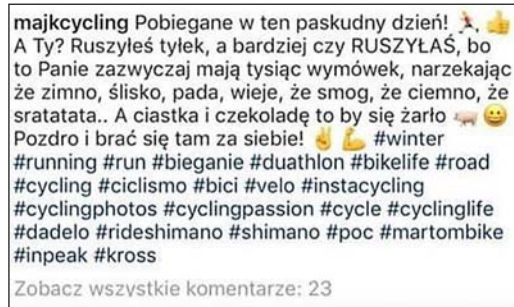 majkcycling Pobiegane w ten paskudny dzień! 🏃 👍
A Ty? Ruszyłeś tyłek, a bardziej czy RUSZYŁAŚ, bo
to Panie zazwyczaj mają tysiąc wymówek, narzekając
że zimno, ślisko, pada, wieje, że smog, że ciemno, że
sratatata.. A ciastka i czekoladę to by się żarło 🐖 😀
Pozdro i brać się tam za siebie! ✌️ 💪 #winter
#running #run #bieganie #duathlon #bikelife #road
#cycling #ciclismo #bici #velo #instacycling
#cyclingphotos #cyclingpassion #cycle #cyclinglife
#dadelo #rideshimano #shimano #poc #martombike
#inpeak #kross
Zobacz wszystkie komentarze: 23